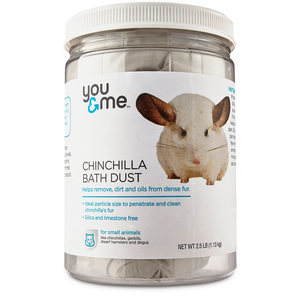 you
&me™
CHINCHILLA
BATH DUST
Helps remove, dirt and oils from dense fur
• Ideal particle size to penetrate and clean
chinchilla's fur
• Silica and limestone free
for small animals
like chinchillas, gerbils,
dwarf hamsters and degus
NET WT 2.5 LB (1.13 kg)